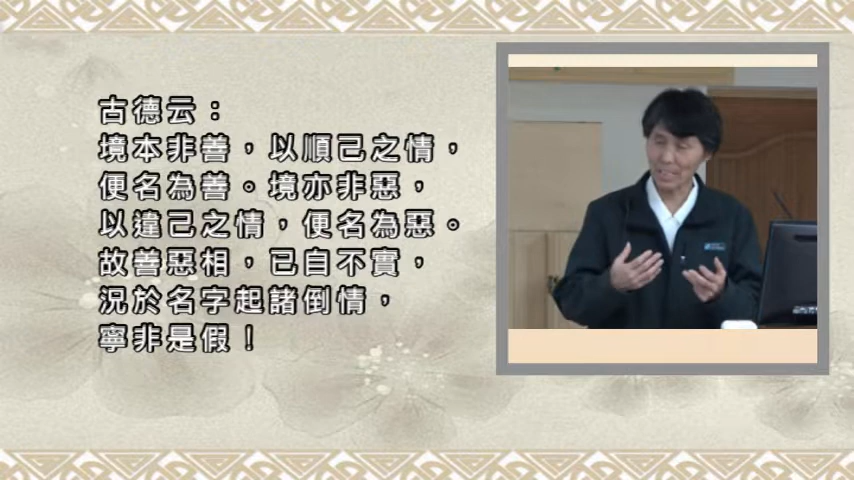 古德云：
境本非善，以順己之情，
便名為善。境亦非惡，
以違己之情，便名為惡。
故善惡相，已自不實，
況於名字起諸倒情，
寧非是假！